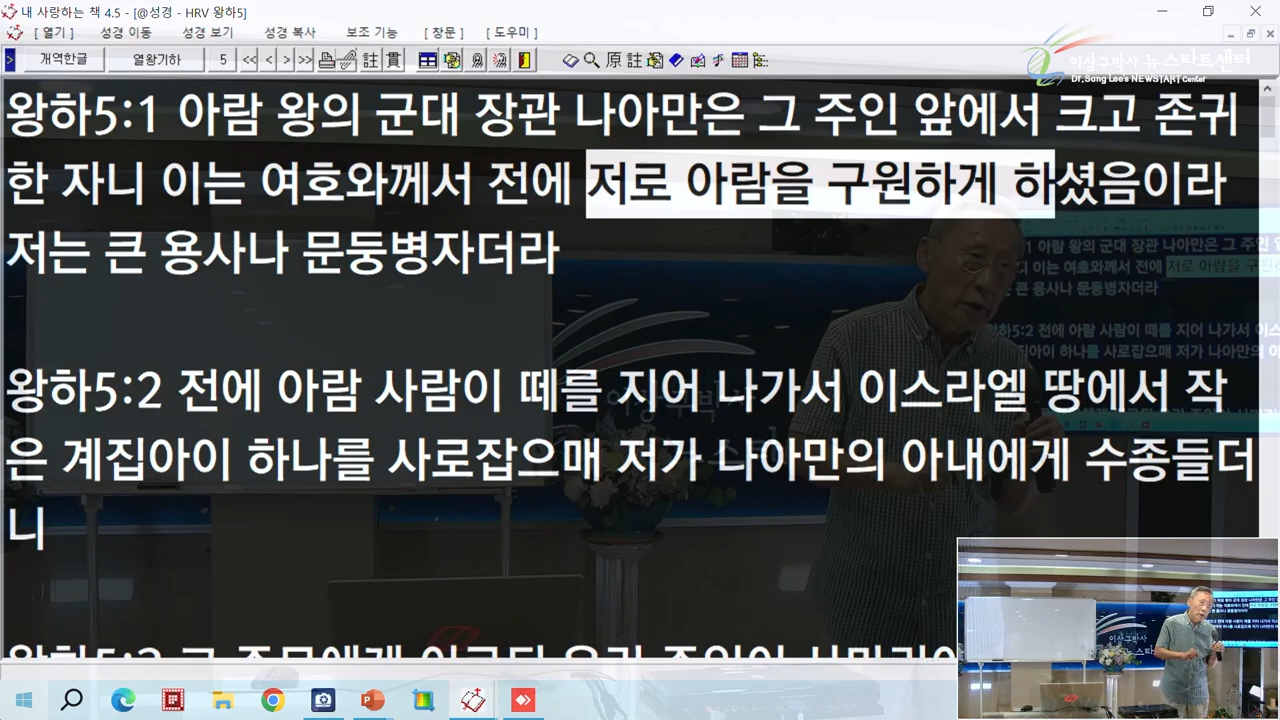 내 사랑하는 책 4.5 - [@성경 - HRV 왕하5]
[ 열기 ] 성경 이동 성경 보기 성경 복사 보조 기능 [ 창문 ] [ 도우미 ]
개역한글 열왕기하 5 << < > >> 註 貫 原 註
이상구박사 뉴스타트센터
Dr.Sang Lee's NEWSTART Center
왕하5:1 아람 왕의 군대 장관 나아만은 그 주인 앞에서 크고 존귀
한 자니 이는 여호와께서 전에 저로 아람을 구원하게 하셨음이라
저는 큰 용사나 문둥병자더라
왕하5:2 전에 아람 사람이 떼를 지어 나가서 이스라엘 땅에서 작
은 계집아이 하나를 사로잡으매 저가 나아만의 아내에게 수종들더
니